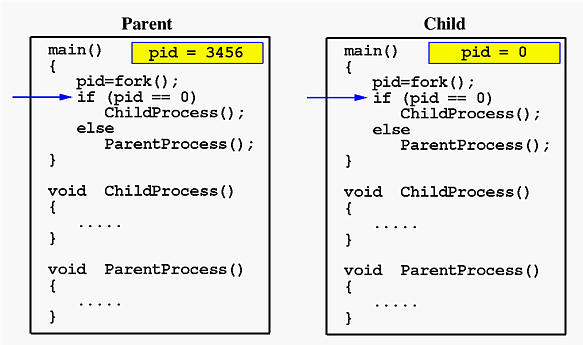 Parent
main() pid = 3456
{
pid=fork();
if (pid == 0)
ChildProcess();
else
ParentProcess();
}
void ChildProcess()
{
.....
}
void ParentProcess()
{
.....
}
Child
main() pid = 0
{
pid=fork();
if (pid == 0)
ChildProcess();
else
ParentProcess();
}
void ChildProcess()
{
.....
}
void ParentProcess()
{
.....
}